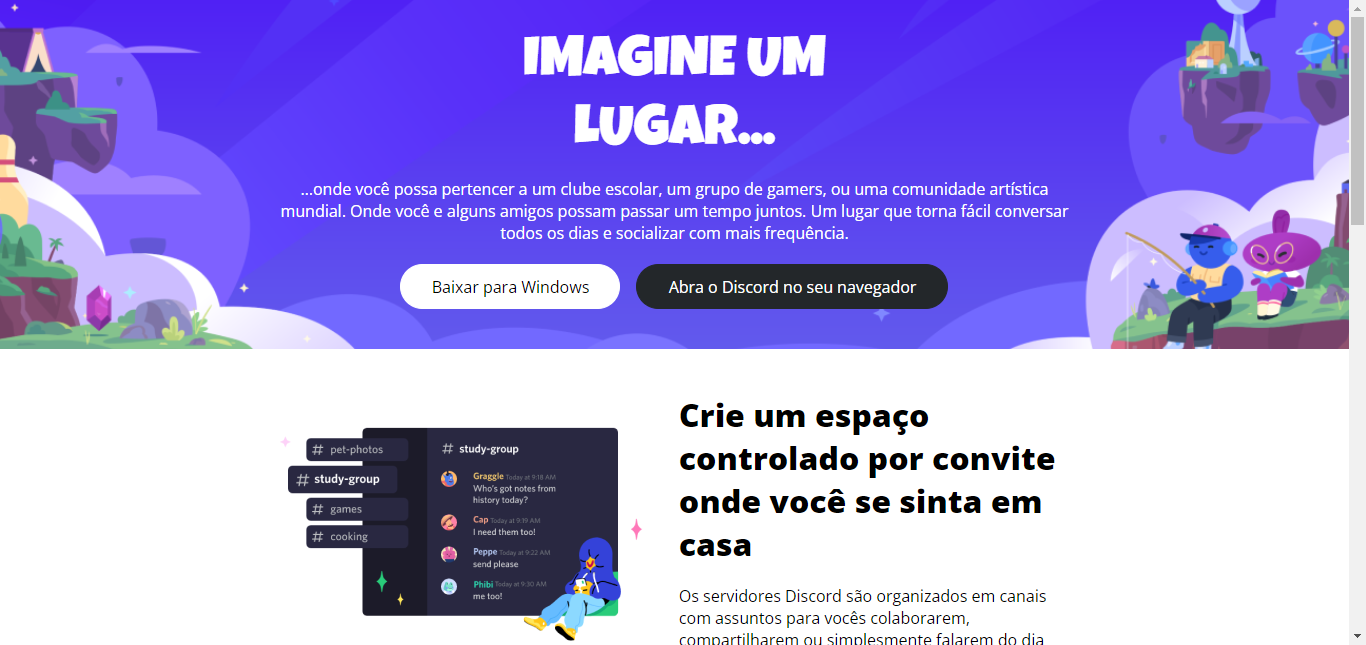 IMAGINE UM
LUGAR...
...onde você possa pertencer a um clube escolar, um grupo de gamers, ou uma comunidade artística
mundial. Onde você e alguns amigos possam passar um tempo juntos. Um lugar que torna fácil conversar
todos os dias e socializar com mais frequência.
Baixar para Windows
Abra o Discord no seu navegador
# pet-photos
# study-group
# games
# cooking
# study-group
Graggle Today at 9:18 AM
Who's got notes from
history today?
Cap Today at 9:19 AM
I need them too!
Peppe Today at 9:22 AM
send please
Phibi Today at 9:30 AM
me too!
Crie um espaço
controlado por convite
onde você se sinta em
casa
Os servidores Discord são organizados em canais
com assuntos para vocês colaborarem,
compartilharem ou simplesmente falarem do dia